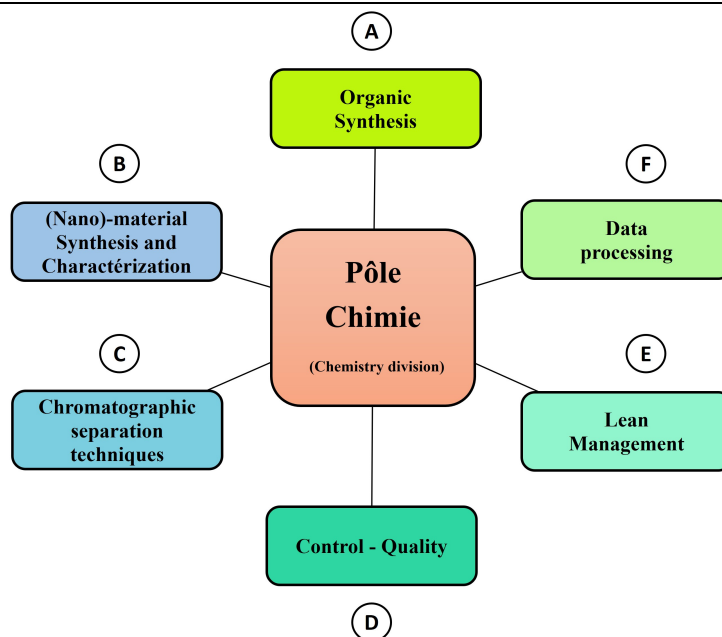 A
Organic
Synthesis
B
(Nano)-material
Synthesis and
Charactérization
F
Data
processing
Pôle
Chimie
(Chemistry division)
C
Chromatographic
separation
techniques
E
Lean
Management
Control - Quality
D